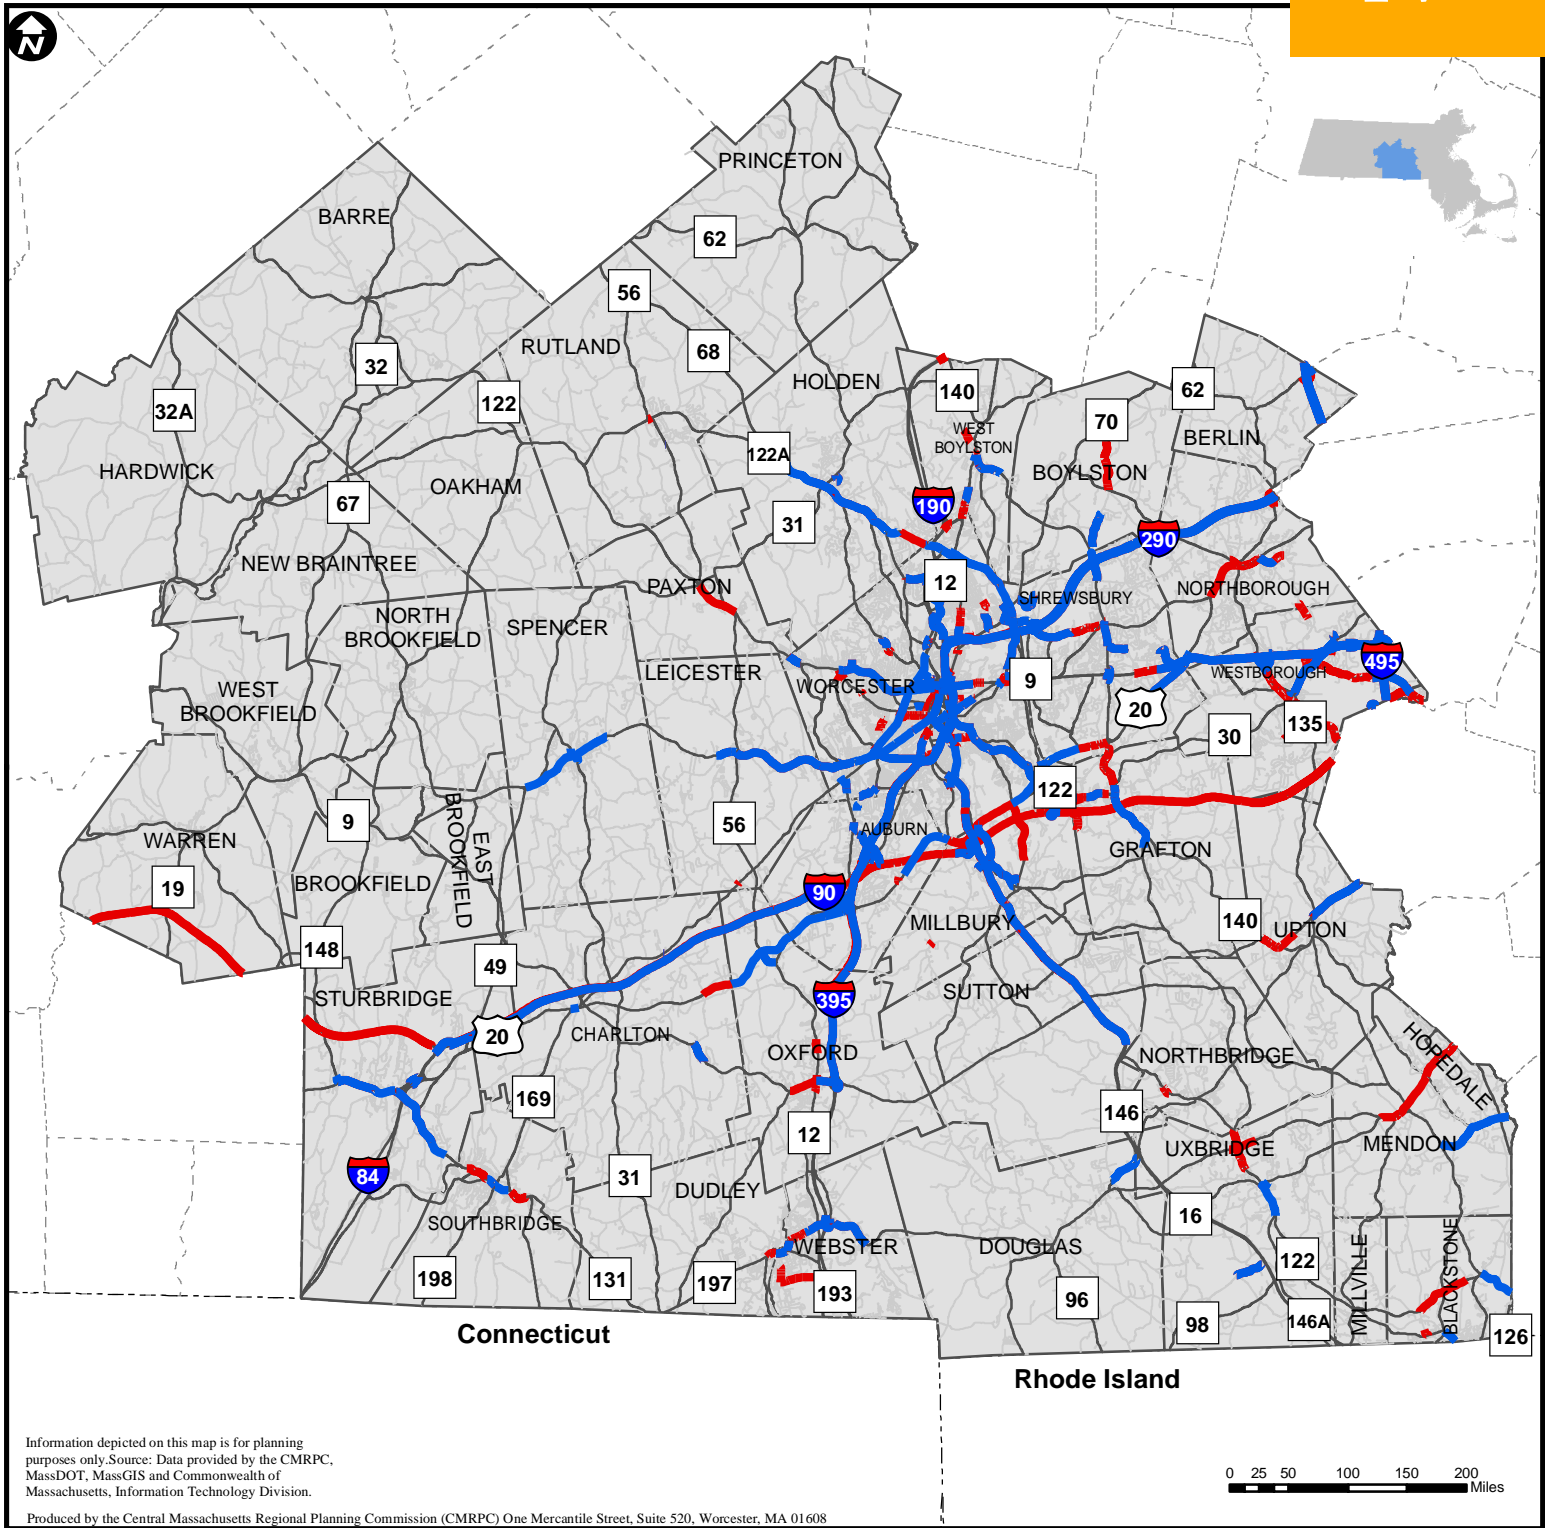 N
PRINCETON
BARRE
62
56
RUTLAND
68
32
HOLDEN
140
62
32A
122
70
WEST
BOYLSTON
BERLIN
122A
HARDWICK
BOYLSTON
OAKHAM
67
190
31
290
NEW BRAINTREE
12
PAXTON
SHREWSBURY
NORTHBOROUGH
NORTH
BROOKFIELD
SPENCER
495
LEICESTER
WORCESTER
9
WESTBOROUGH
WEST
BROOKFIELD
20
135
30
122
9
56
AUBURN
WARREN
EAST
BROOKFIELD
GRAFTON
19
BROOKFIELD
90
MILLBURY
140
UPTON
148
49
STURBRIDGE
395
SUTTON
20
CHARLTON
OXFORD
NORTHBRIDGE
HOPEDALE
169
146
12
UXBRIDGE
MENDON
84
31
DUDLEY
16
SOUTHBRIDGE
WEBSTER
DOUGLAS
122
MILLVILLE
BLACKSTONE
198
131
197
193
96
98
146A
126
Connecticut
Rhode Island
Information depicted on this map is for planning
purposes only.Source: Data provided by the CMRPC,
MassDOT, MassGIS and Commonwealth of
Massachusetts, Information Technology Division.
0 25 50 100 150 200
Miles
Produced by the Central Massachusetts Regional Planning Commission (CMRPC) One Mercantile Street, Suite 520, Worcester, MA 01608